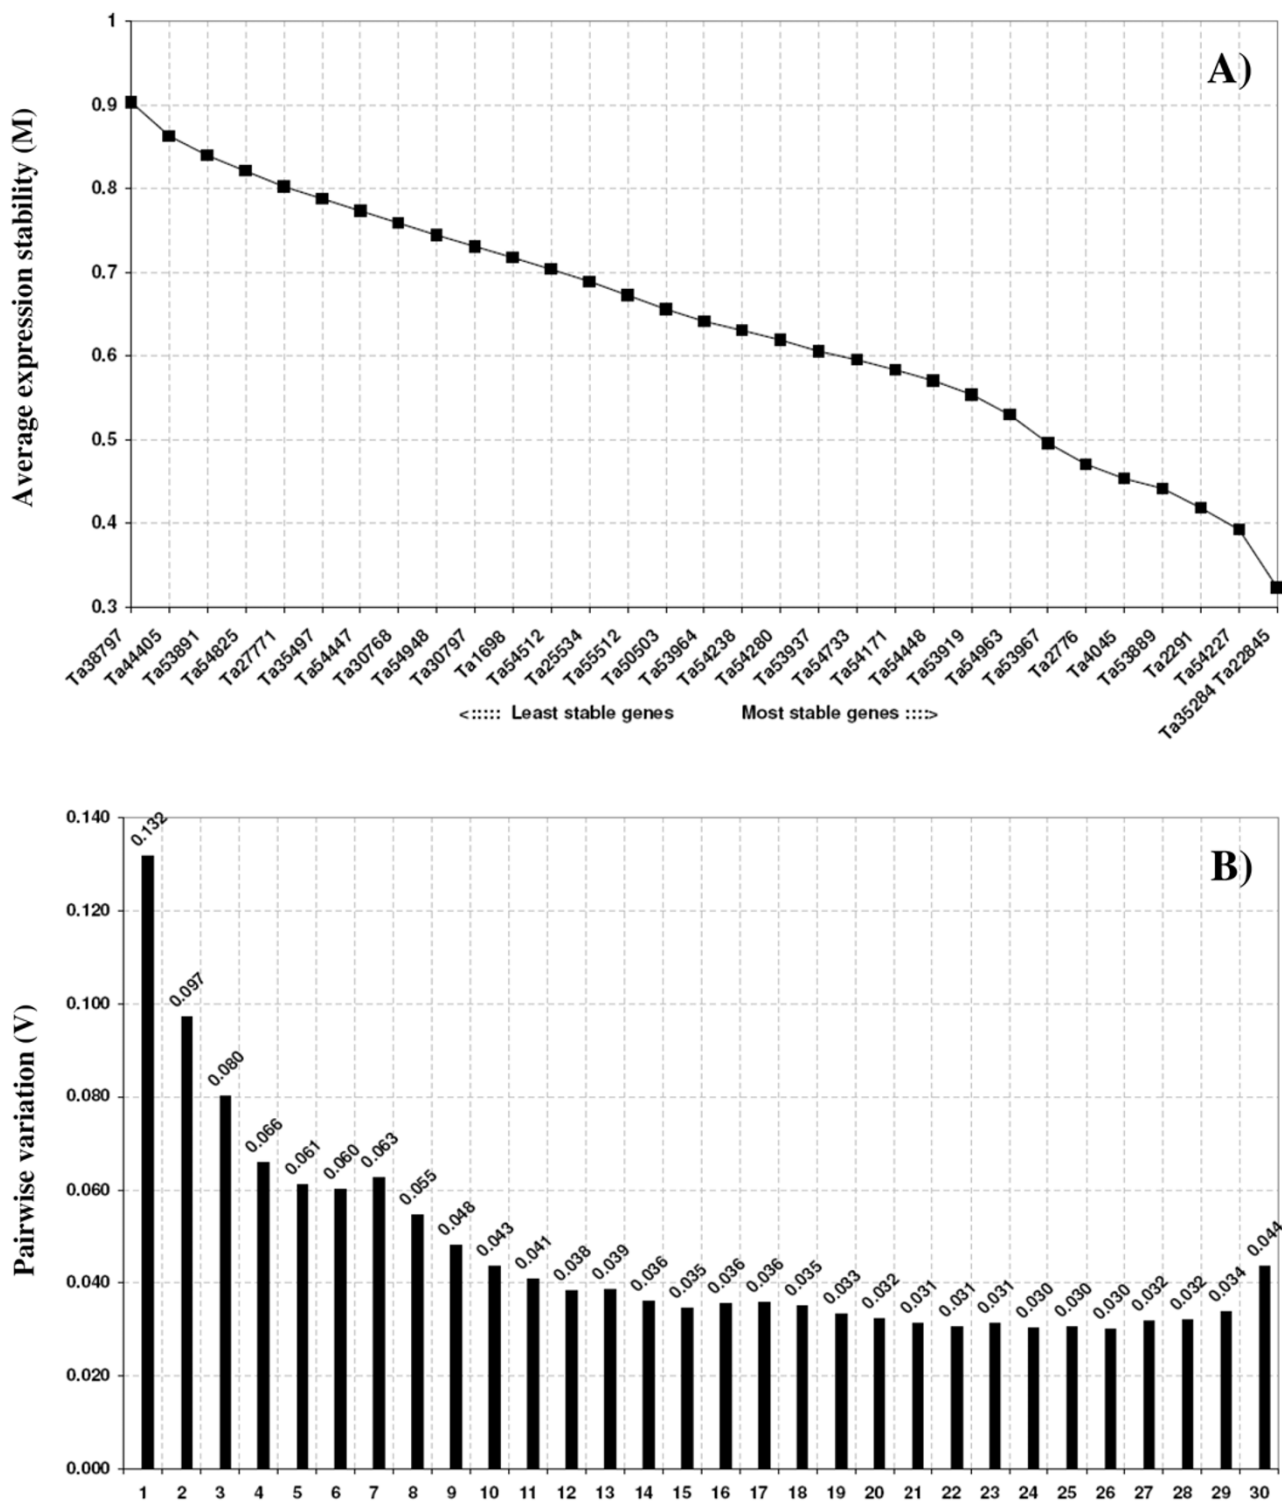 A)
Average expression stability (M)
1
0.9
0.8
0.7
0.6
0.5
0.4
0.3
Ta38797
Ta44405
Ta53891
Ta54825
Ta27771
Ta35497
Ta54447
Ta30768
Ta54948
Ta30797
Ta1698
Ta54512
Ta25534
Ta55512
Ta50503
Ta53964
Ta54238
Ta54280
Ta53937
Ta54733
Ta54171
Ta54448
Ta53919
Ta54963
Ta53967
Ta2776
Ta4045
Ta53889
Ta2291
Ta54227
Ta35284 Ta22845
<::::: Least stable genes
Most stable genes ::::>
B)
Pairwise variation (V)
0.140
0.120
0.100
0.080
0.060
0.040
0.020
0.000
0.132
0.097
0.080
0.066
0.061
0.060
0.063
0.055
0.048
0.043
0.041
0.038
0.039
0.036
0.035
0.036
0.036
0.035
0.033
0.032
0.031
0.031
0.031
0.030
0.030
0.030
0.032
0.032
0.034
0.044
1 2 3 4 5 6 7 8 9 10 11 12 13 14 15 16 17 18 19 20 21 22 23 24 25 26 27 28 29 30